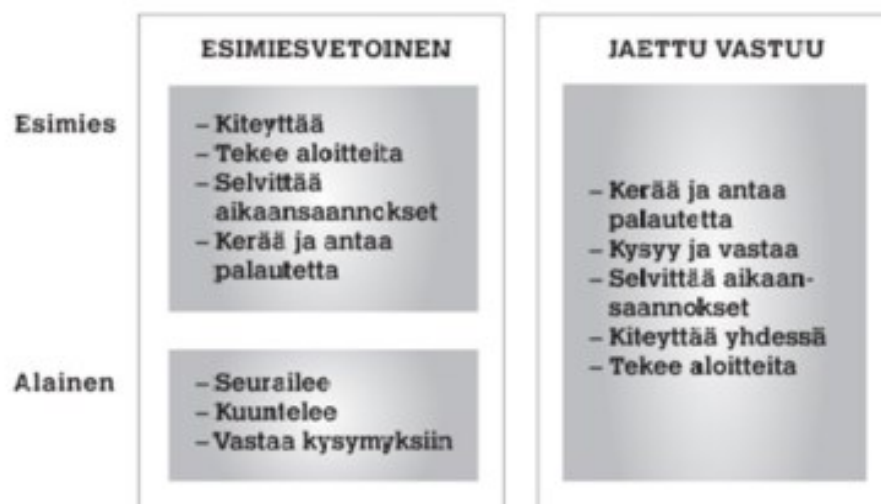 ESIMIESVETOINEN
Esimies
– Kiteyttää
– Tekee aloitteita
– Selvittää
aikaansaannokset
– Kerää ja antaa
palautetta
Alainen
– Seurailee
– Kuuntelee
– Vastaa kysymyksiin
JAETTU VASTUU
– Kerää ja antaa
palautetta
– Kysyy ja vastaa
– Selvittää aikaan-
saannokset
– Kiteyttää yhdessä
– Tekee aloitteita